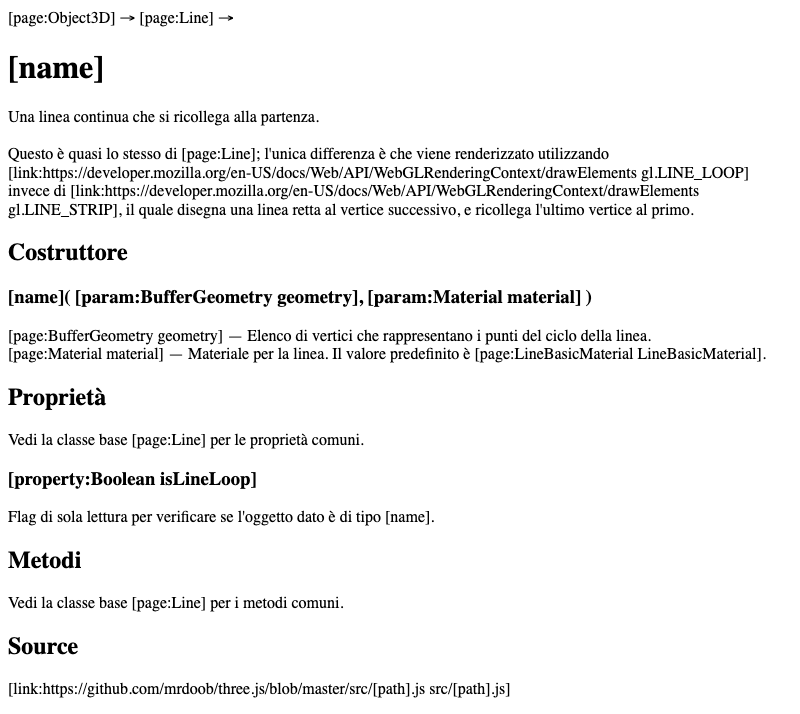 [page:Object3D] → [page:Line] →
[name]
Una linea continua che si ricollega alla partenza.
Questo è quasi lo stesso di [page:Line]; l'unica differenza è che viene renderizzato utilizzando
[link:https://developer.mozilla.org/en-US/docs/Web/API/WebGLRenderingContext/drawElements gl.LINE_LOOP]
invece di [link:https://developer.mozilla.org/en-US/docs/Web/API/WebGLRenderingContext/drawElements
gl.LINE_STRIP], il quale disegna una linea retta al vertice successivo, e ricollega l'ultimo vertice al primo.
Costruttore
[name]( [param:BufferGeometry geometry], [param:Material material] )
[page:BufferGeometry geometry] — Elenco di vertici che rappresentano i punti del ciclo della linea.
[page:Material material] — Materiale per la linea. Il valore predefinito è [page:LineBasicMaterial LineBasicMaterial].
Proprietà
Vedi la classe base [page:Line] per le proprietà comuni.
[property:Boolean isLineLoop]
Flag di sola lettura per verificare se l'oggetto dato è di tipo [name].
Metodi
Vedi la classe base [page:Line] per i metodi comuni.
Source
[link:https://github.com/mrdoob/three.js/blob/master/src/[path].js src/[path].js]